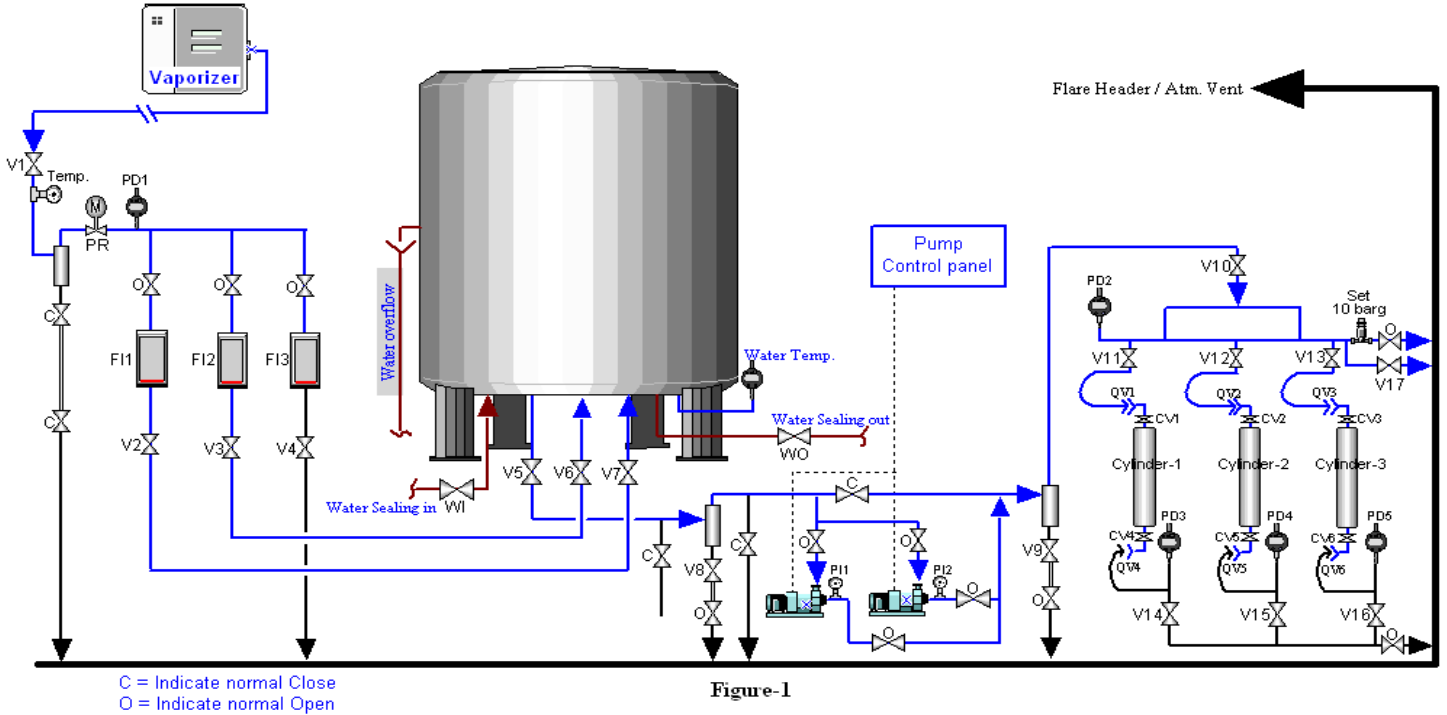 Vaporizer
Flare Header / Atm. Vent
V1
Temp.
PD1
M
PR
O
O
O
C
C
FI1
FI2
FI3
V2
V3
V4
Water overflow
Water Sealing in
WI
V5
V6
V7
Water Temp.
Water Sealing out
WO
Pump
Control panel
C
C
C
V8
O
O
O
PI1
PI2
O
O
V9
O
V10
PD2
Set
10 barg
O
V11
V12
V13
V17
QV1
QV2
QV3
CV1
CV2
CV3
Cylinder-1
Cylinder-2
Cylinder-3
CV4
PD3
CV5
PD4
CV6
PD5
QV4
QV5
QV6
V14
V15
V16
O
C = Indicate normal Close
O = Indicate normal Open
Figure-1